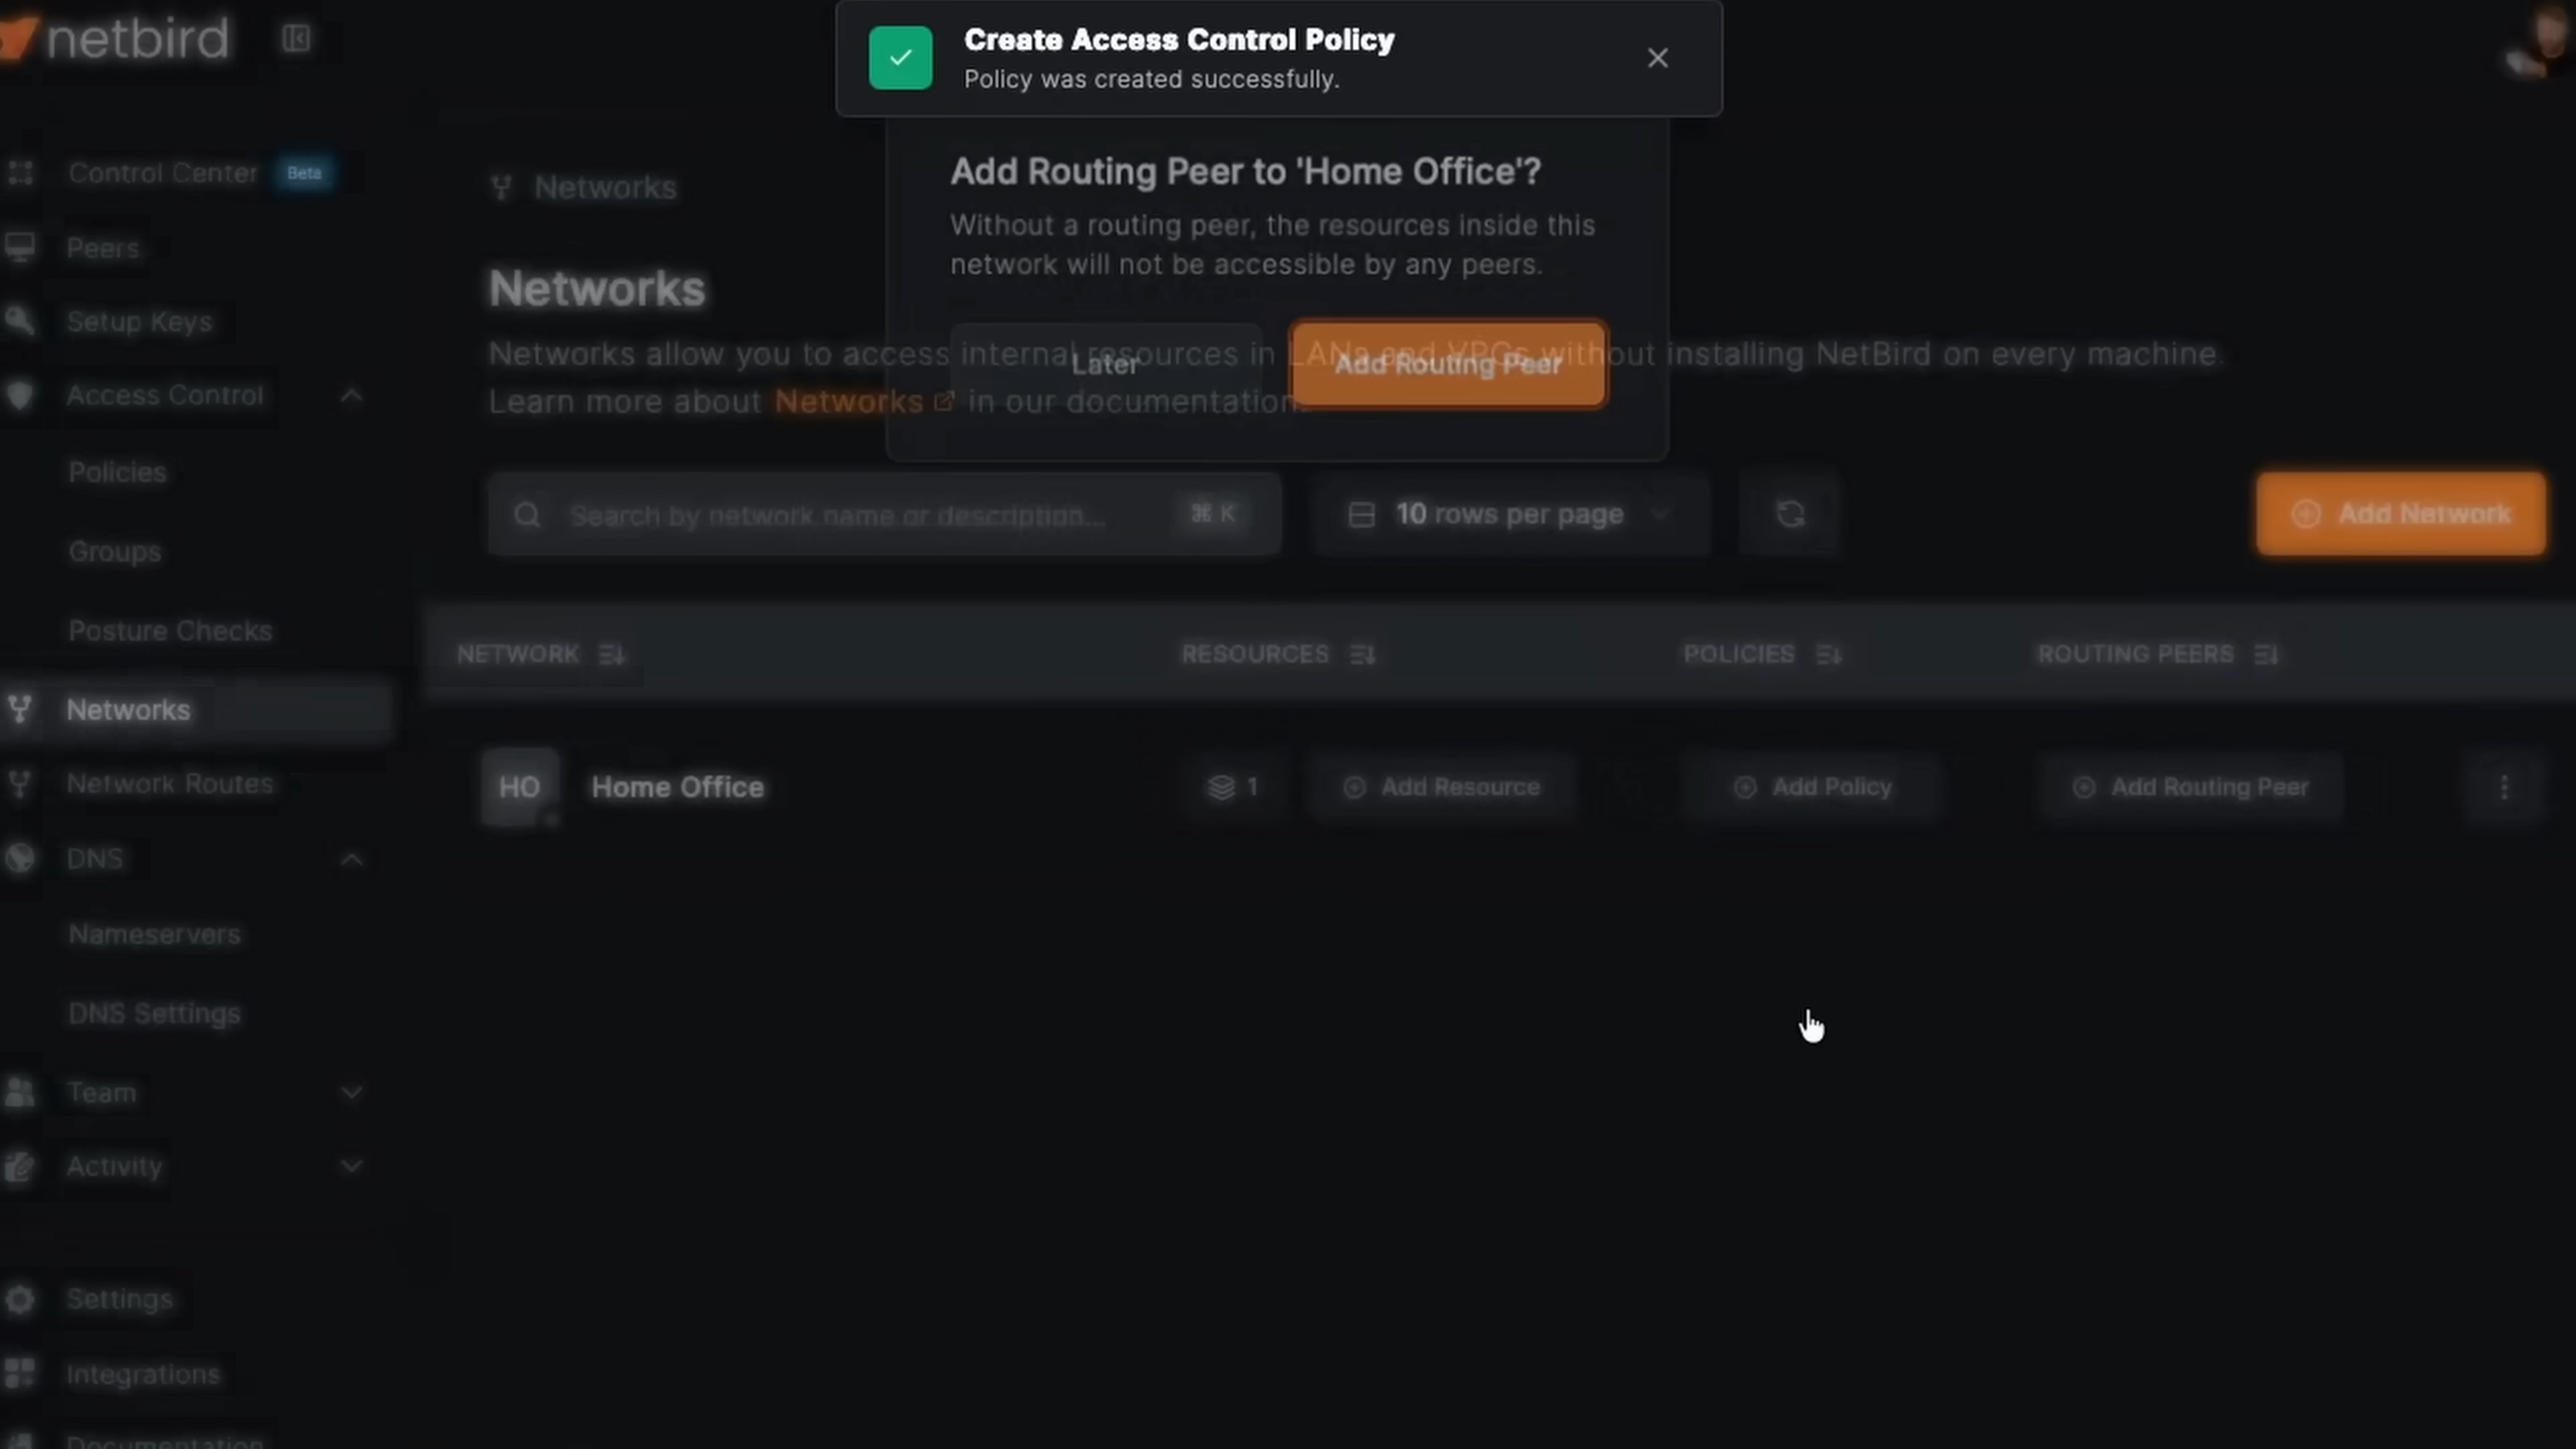 netbird
Create Access Control Policy
Policy was created successfully.
Control Center
Beta
Peers
Setup Keys
Access Control
Policies
Groups
Posture Checks
Networks
Network Routes
DNS
Nameservers
DNS Settings
Team
Activity
Settings
Integrations
Documentation
Networks
Add Routing Peer to 'Home Office'?
Without a routing peer, the resources inside this
network will not be accessible by any peers.
Later
Add Routing Peer
Networks
Networks allow you to access internal resources in LANs and VPCs without installing NetBird on every machine.
Learn more about Networks in our documentation.
Search by network name or description...
⌘ K
10 rows per page
Add Network
NETWORK
RESOURCES
POLICIES
ROUTING PEERS
HO
Home Office
1
Add Resource
Add Policy
Add Routing Peer